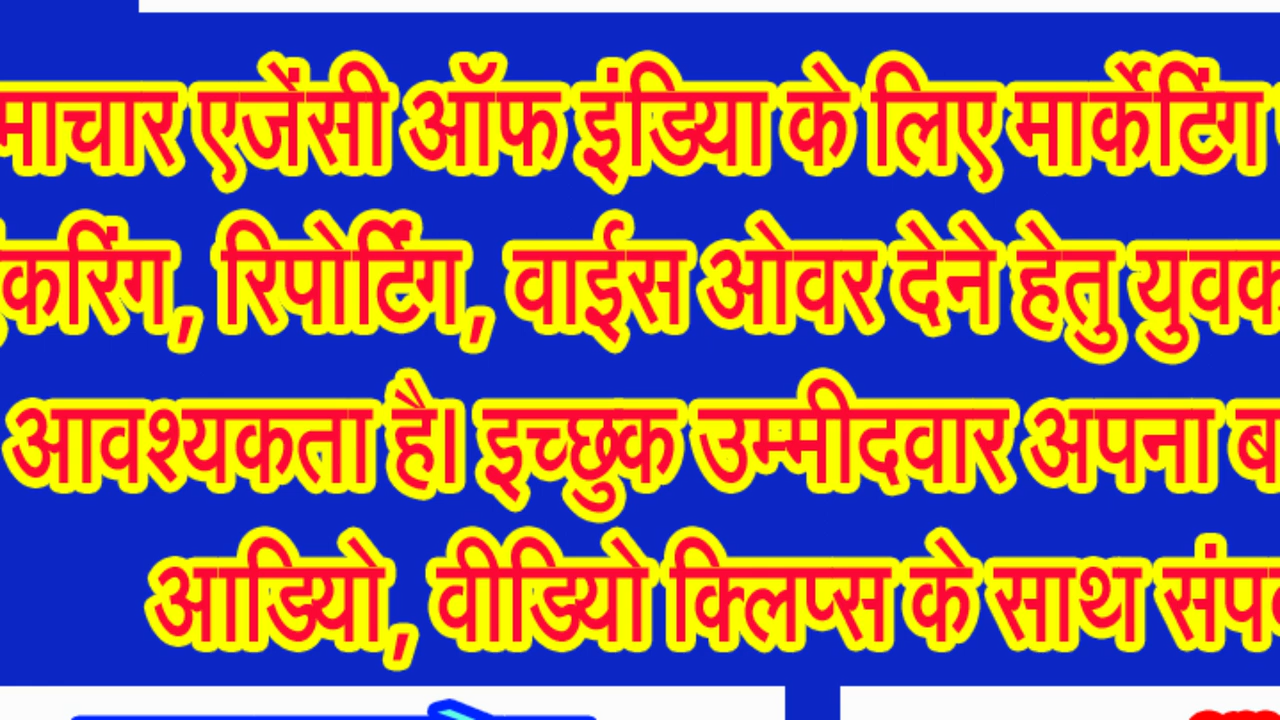 माचार एजेंसी ऑफ इंडिया के लिए मार्केटिंग
करिंग, रिपोर्टिंग, वाईस ओवर देने हेतु युवक
आवश्यकता है। इच्छुक उम्मीदवार अपना ब
आडियो, वीडियो क्लिप्स के साथ संप